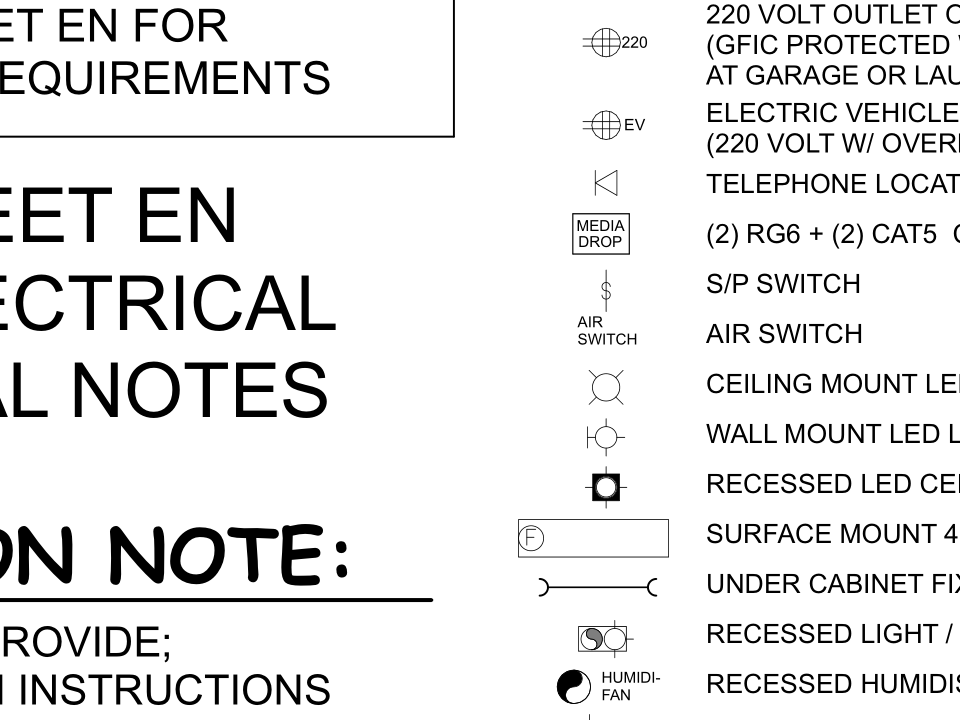 ET EN FOR
EQUIREMENTS
EET EN
ECTRICAL
AL NOTES
ON NOTE:
ROVIDE;
INSTRUCTIONS
220
220 VOLT OUTLET
(GFIC PROTECTED
AT GARAGE OR LAU
EV
ELECTRIC VEHICLE
(220 VOLT W/ OVER
TELEPHONE LOCAT
MEDIA
DROP
(2) RG6 + (2) CAT5
S
S/P SWITCH
AIR
SWITCH
AIR SWITCH
CEILING MOUNT LE
WALL MOUNT LED L
RECESSED LED CE
F
SURFACE MOUNT 4
UNDER CABINET FI
RECESSED LIGHT /
HUMIDI-
FAN
RECESSED HUMIDIS